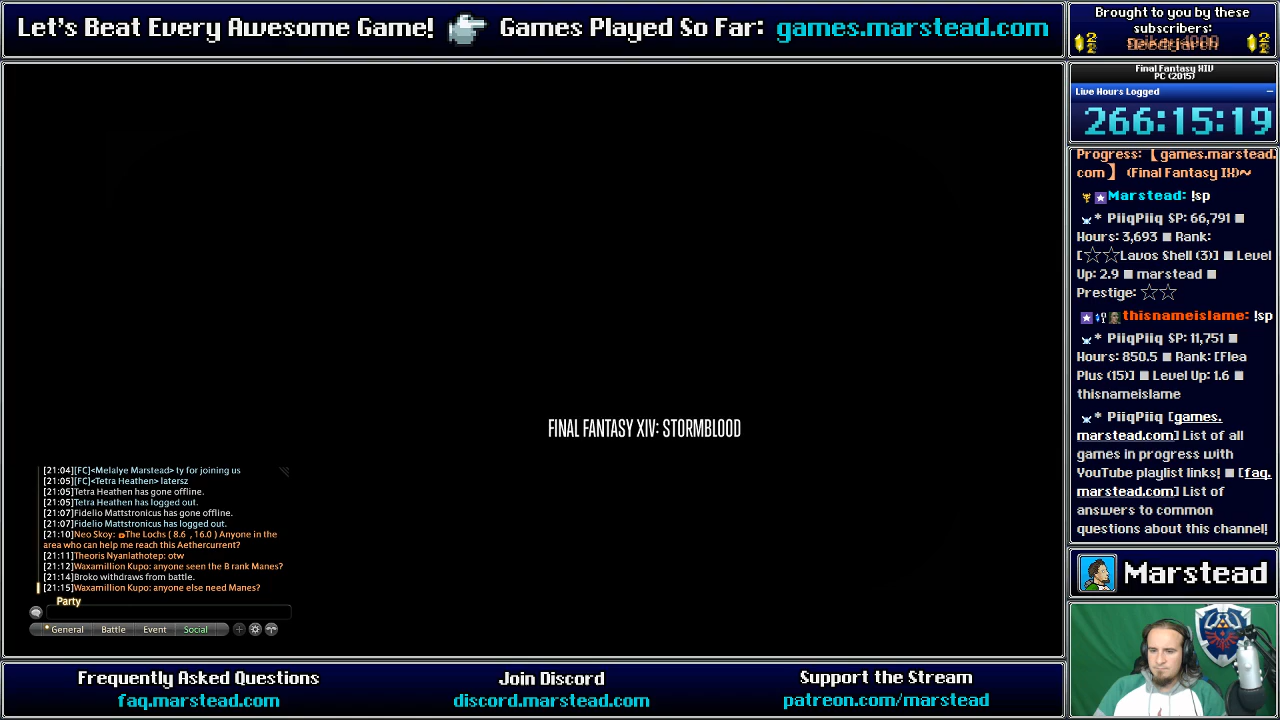 Let's Beat Every Awesome Game!
Games Played So Far: games.marstead.com
Brought to you by these
subscribers:
Final Fantasy XIV
PC (2015)
Live Hours Logged
266:15:19
Progress: 【games.marstead.
com】 (Final Fantasy IX)~
Marstead: !sp
* PiiqPiiq SP: 66,791 ■
Hours: 3,693 ■ Rank:
[☆☆Lavos Shell (3)] ■ Level
Up: 2.9 ■ marstead ■
Prestige: ☆☆
thisnameislame: !sp
* PiiqPiiq SP: 11,751 ■
Hours: 850.5 ■ Rank: [Flea
Plus (15)] ■ Level Up: 1.6 ■
thisnameislame
* PiiqPiiq [games.
marstead.com] List of all
games in progress with
YouTube playlist links! ■ [fa​q.
marstead.com] List of
answers to common
questions about this channel!
FINAL FANTASY XIV: STORMBLOOD
[21:04][FC]<Melalye Marstead> ty for joining us
[21:05][FC]<Tetra Heathen> latersz
[21:05]Tetra Heathen has gone offline.
[21:05]Tetra Heathen has logged out.
[21:07]Fidelio Mattstronicus has gone offline.
[21:07]Fidelio Mattstronicus has logged out.
[21:10]Neo Skoy: The Lochs ( 8.6 , 16.0 ) Anyone in the
area who can help me reach this Aethercurrent?
[21:11]Theoris Nyanlathotep: otw
[21:12]Waxamillion Kupo: anyone seen the B rank Manes?
[21:14]Broko withdraws from battle.
[21:15]Waxamillion Kupo: anyone else need Manes?
Party
General Battle Event Social
Marstead
Frequently Asked Questions
faq.marstead.com
Join Discord
discord.marstead.com
Support the Stream
patreon.com/marstead